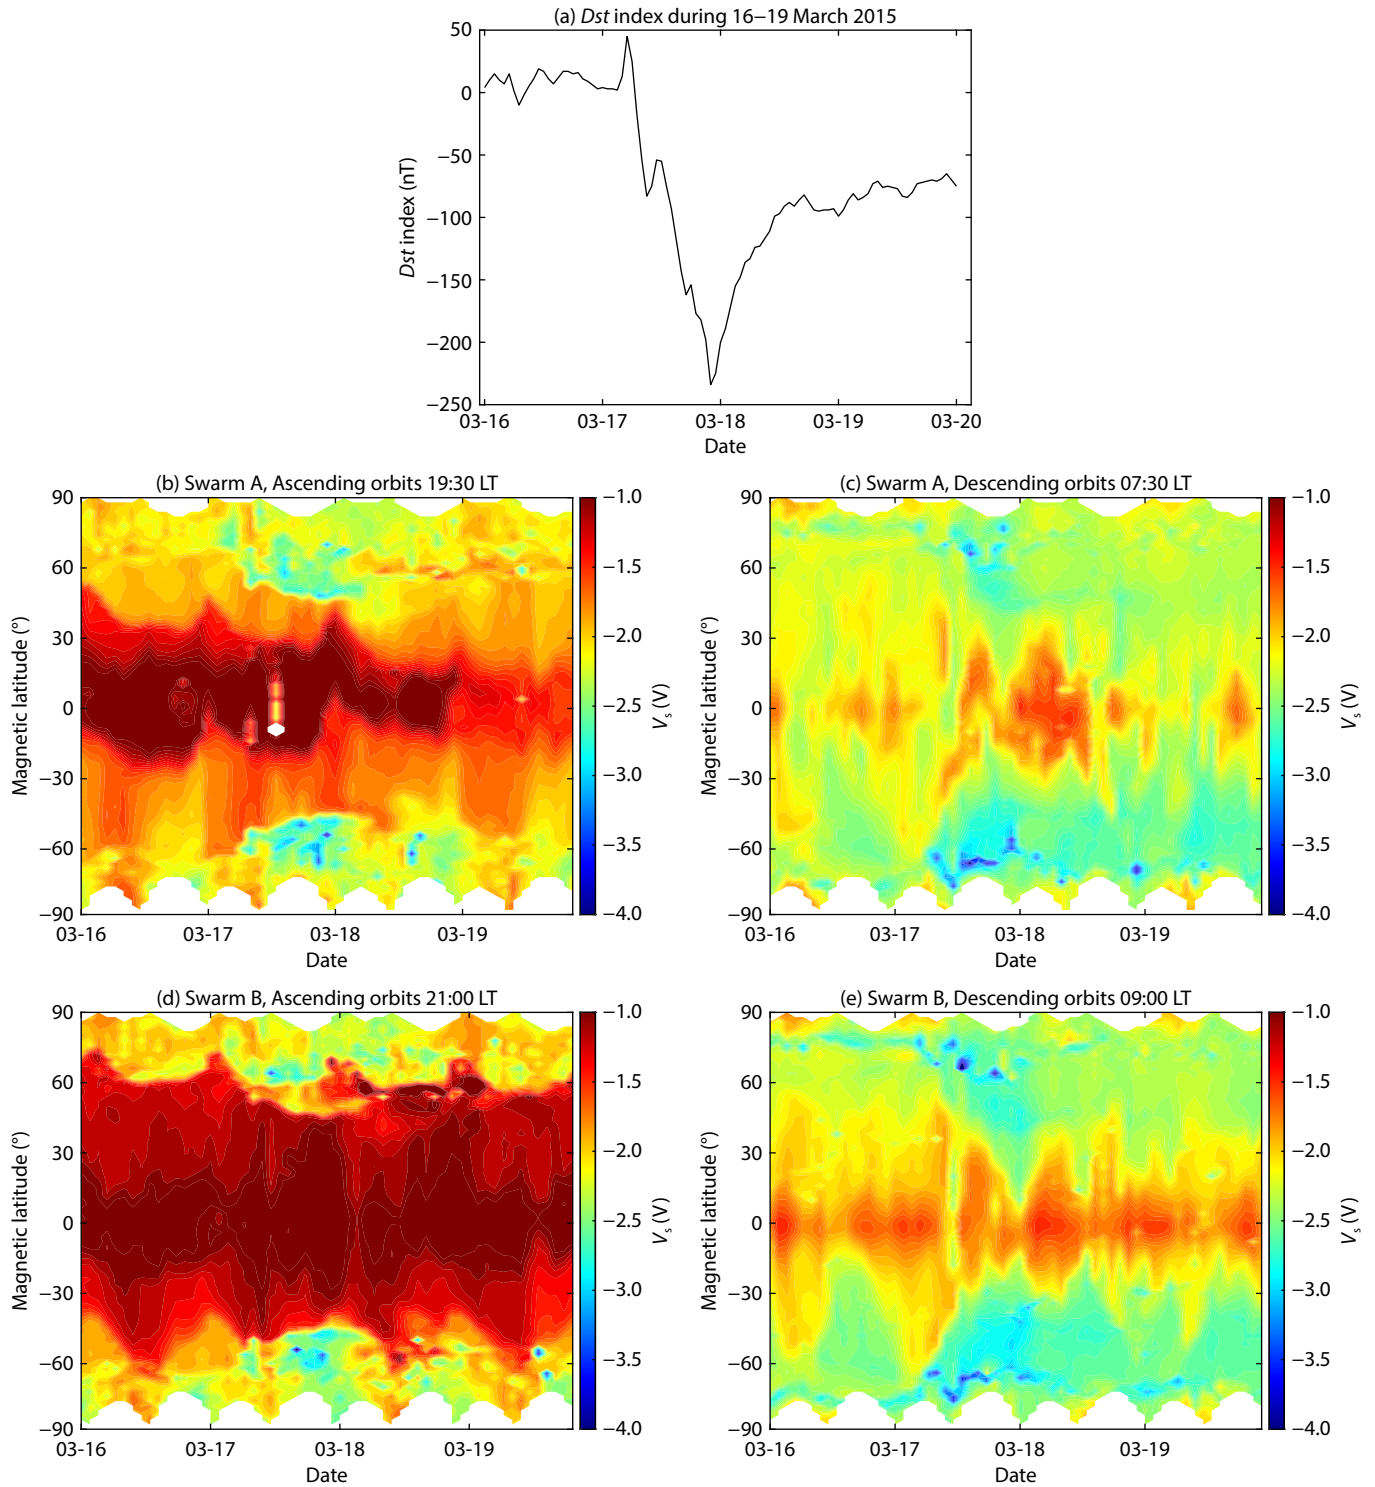 (a) Dst index during 16−19 March 2015
50
0
−50
−100
−150
−200
−250
Dst index (nT)
03-16 03-17 03-18 03-19 03-20
Date
(b) Swarm A, Ascending orbits 19:30 LT
90
60
30
0
−30
−60
−90
Magnetic latitude (°)
03-16 03-17 03-18 03-19
Date
−1.0
−1.5
−2.0
−2.5
−3.0
−3.5
−4.0
Vs (V)
(c) Swarm A, Descending orbits 07:30 LT
90
60
30
0
−30
−60
−90
Magnetic latitude (°)
03-16 03-17 03-18 03-19
Date
−1.0
−1.5
−2.0
−2.5
−3.0
−3.5
−4.0
Vs (V)
(d) Swarm B, Ascending orbits 21:00 LT
90
60
30
0
−30
−60
−90
Magnetic latitude (°)
03-16 03-17 03-18 03-19
Date
−1.0
−1.5
−2.0
−2.5
−3.0
−3.5
−4.0
Vs (V)
(e) Swarm B, Descending orbits 09:00 LT
90
60
30
0
−30
−60
−90
Magnetic latitude (°)
03-16 03-17 03-18 03-19
Date
−1.0
−1.5
−2.0
−2.5
−3.0
−3.5
−4.0
Vs (V)